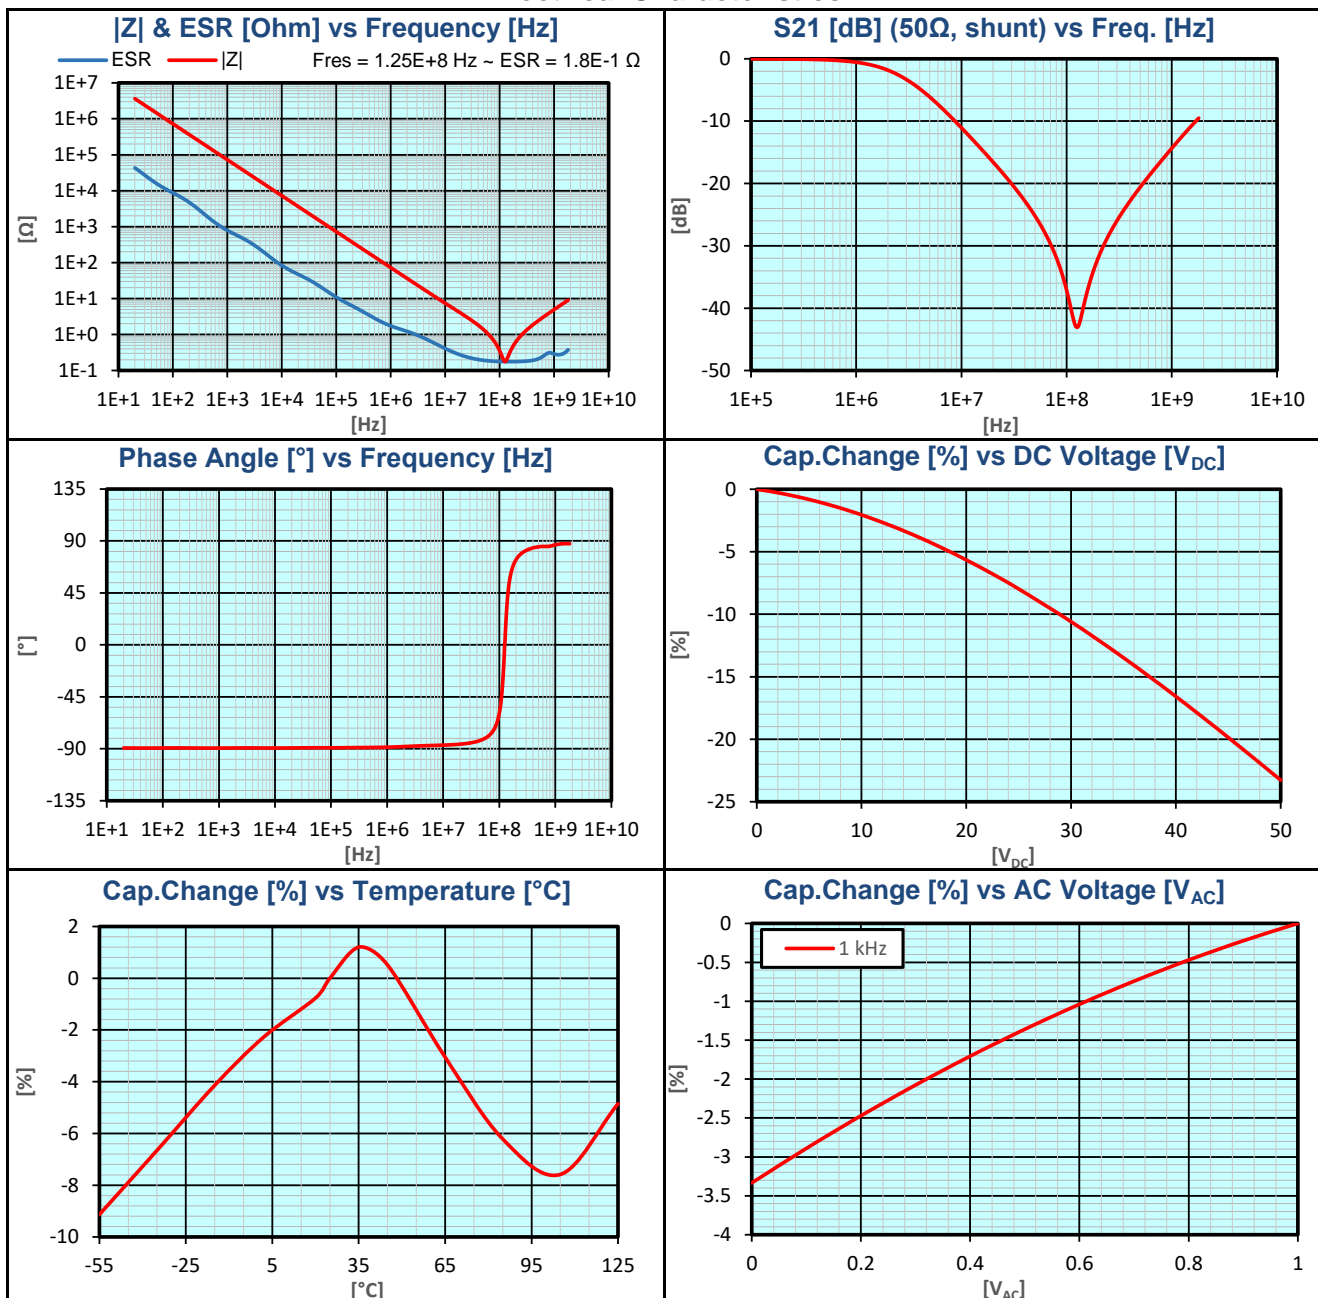 |Z| & ESR [Ohm] vs Frequency [Hz]
ESR |Z| Fres = 1.25E+8 Hz ~ ESR = 1.8E-1 Ω
1E+7
1E+6
1E+5
1E+4
1E+3
1E+2
1E+1
1E+0
1E-1
[Ω]
1E+1 1E+2 1E+3 1E+4 1E+5 1E+6 1E+7 1E+8 1E+9 1E+10
[Hz]
S21 [dB] (50Ω, shunt) vs Freq. [Hz]
0
-10
-20
-30
-40
-50
[dB]
1E+5 1E+6 1E+7 1E+8 1E+9 1E+10
[Hz]
Phase Angle [°] vs Frequency [Hz]
135
90
45
0
-45
-90
-135
[°]
1E+1 1E+2 1E+3 1E+4 1E+5 1E+6 1E+7 1E+8 1E+9 1E+10
[Hz]
Cap.Change [%] vs DC Voltage [VDC]
0
-5
-10
-15
-20
-25
[%]
0 10 20 30 40 50
[VDC]
Cap.Change [%] vs Temperature [°C]
2
0
-2
-4
-6
-8
-10
[%]
-55 -25 5 35 65 95 125
[°C]
Cap.Change [%] vs AC Voltage [VAC]
1 kHz
0
-0.5
-1
-1.5
-2
-2.5
-3
-3.5
-4
[%]
0 0.2 0.4 0.6 0.8 1
[VAC]